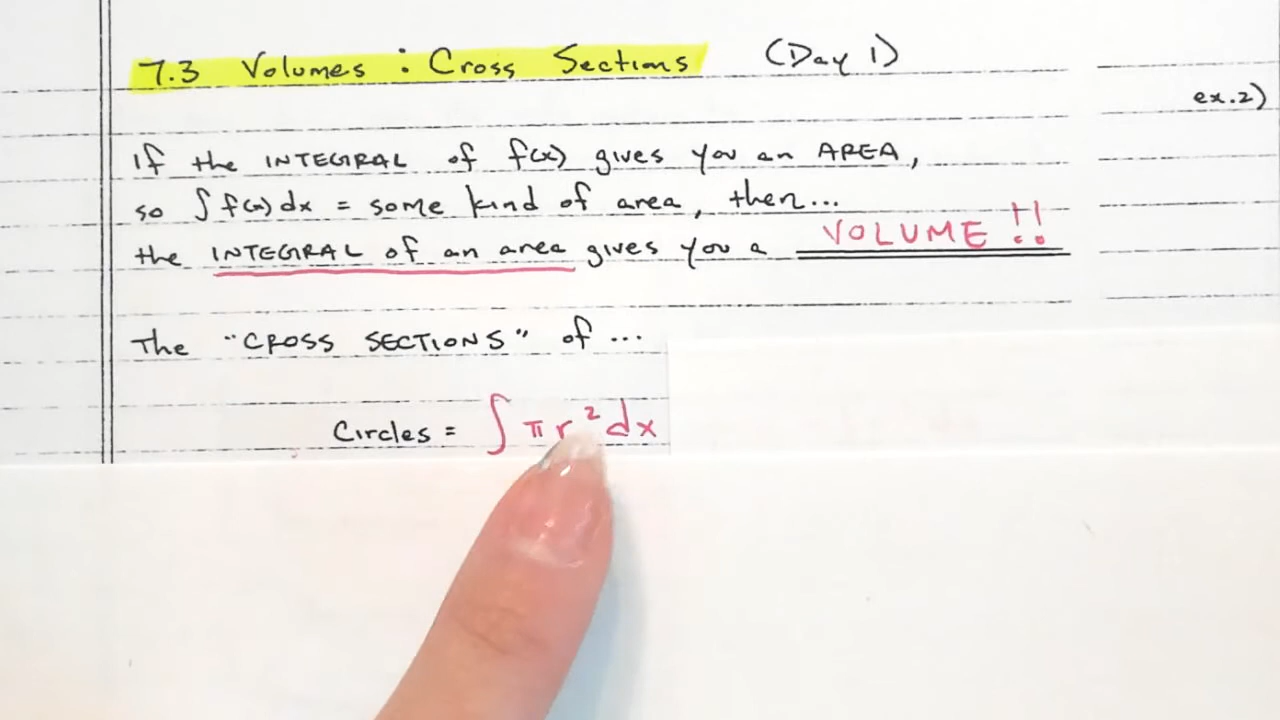 7.3 Volumes: Cross Sections (Day 1)
ex.2)
If the INTEGRAL of f(x) gives you an AREA,
so ∫f(x)dx = some kind of area, then...
the INTEGRAL of an area gives you a VOLUME!!
The "CROSS SECTIONS" of...
Circles = ∫πr²dx